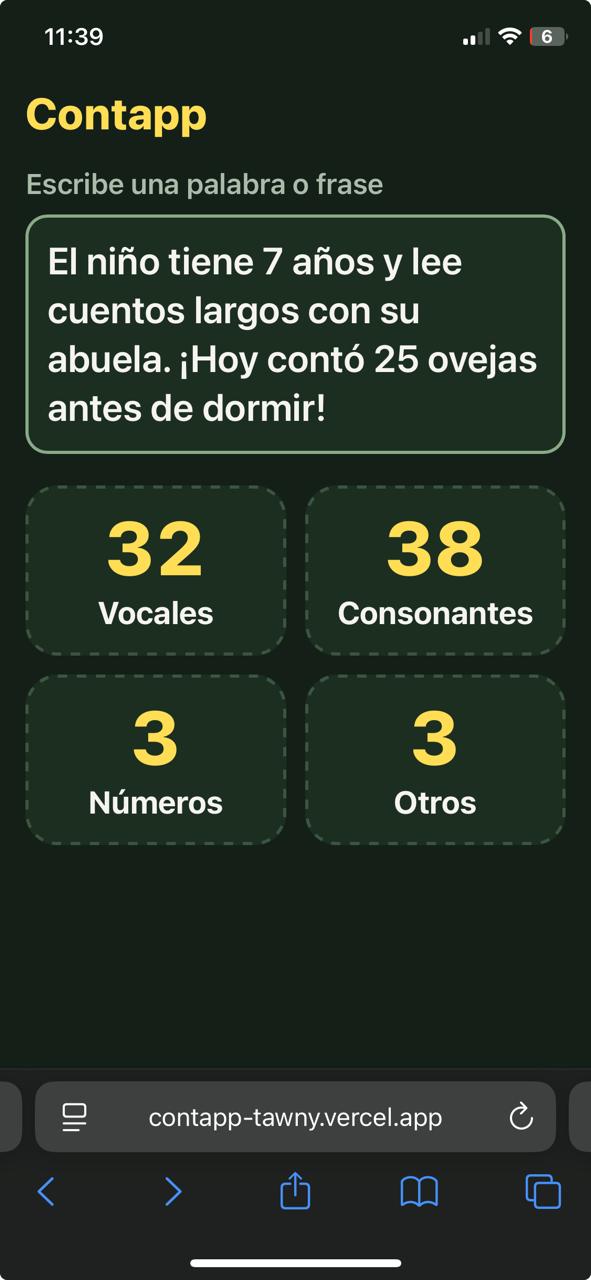 11:39
6
Contapp
Escribe una palabra o frase
El niño tiene 7 años y lee
cuentos largos con su
abuela. ¡Hoy contó 25 ovejas
antes de dormir!
32
38
Vocales
Consonantes
3
3
Números
Otros
contapp-tawny.vercel.app